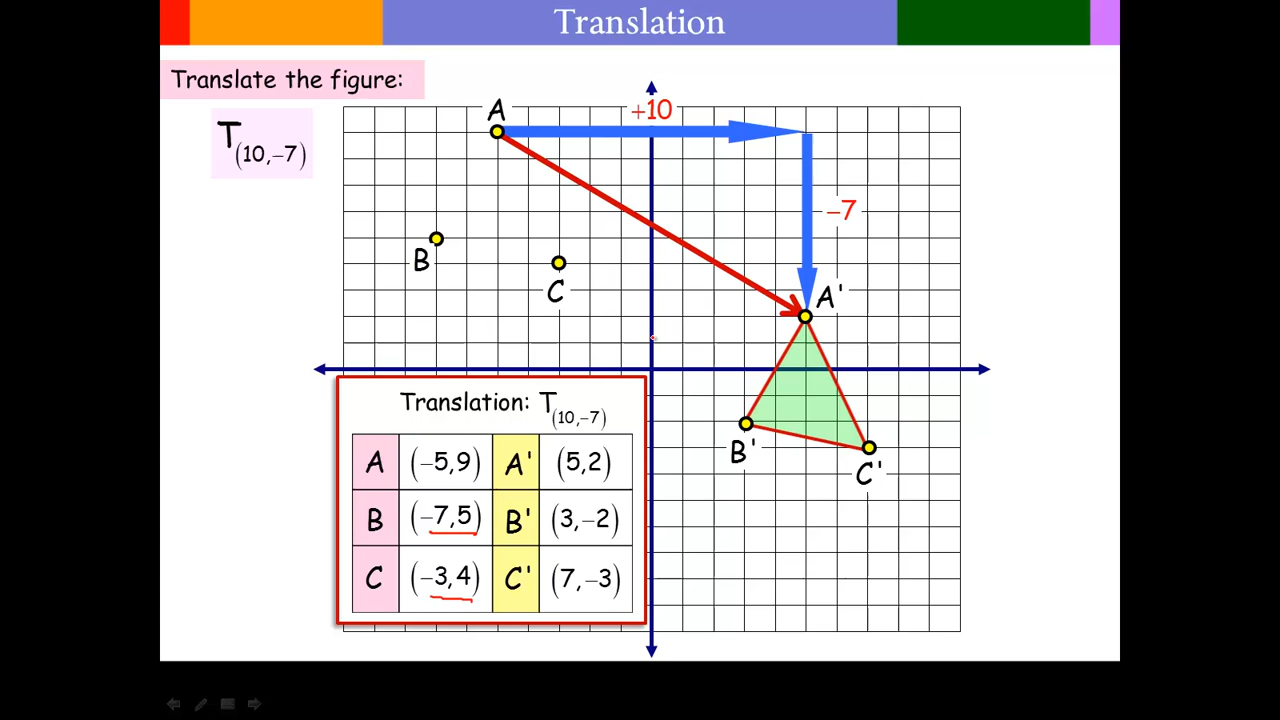 Translation
Translate the figure:
T(10,−7)
A
+10
−7
B
C
A'
B'
C'
Translation: T(10,−7)
A (−5,9) A' (5,2)
B (−7,5) B' (3,−2)
C (−3,4) C' (7,−3)